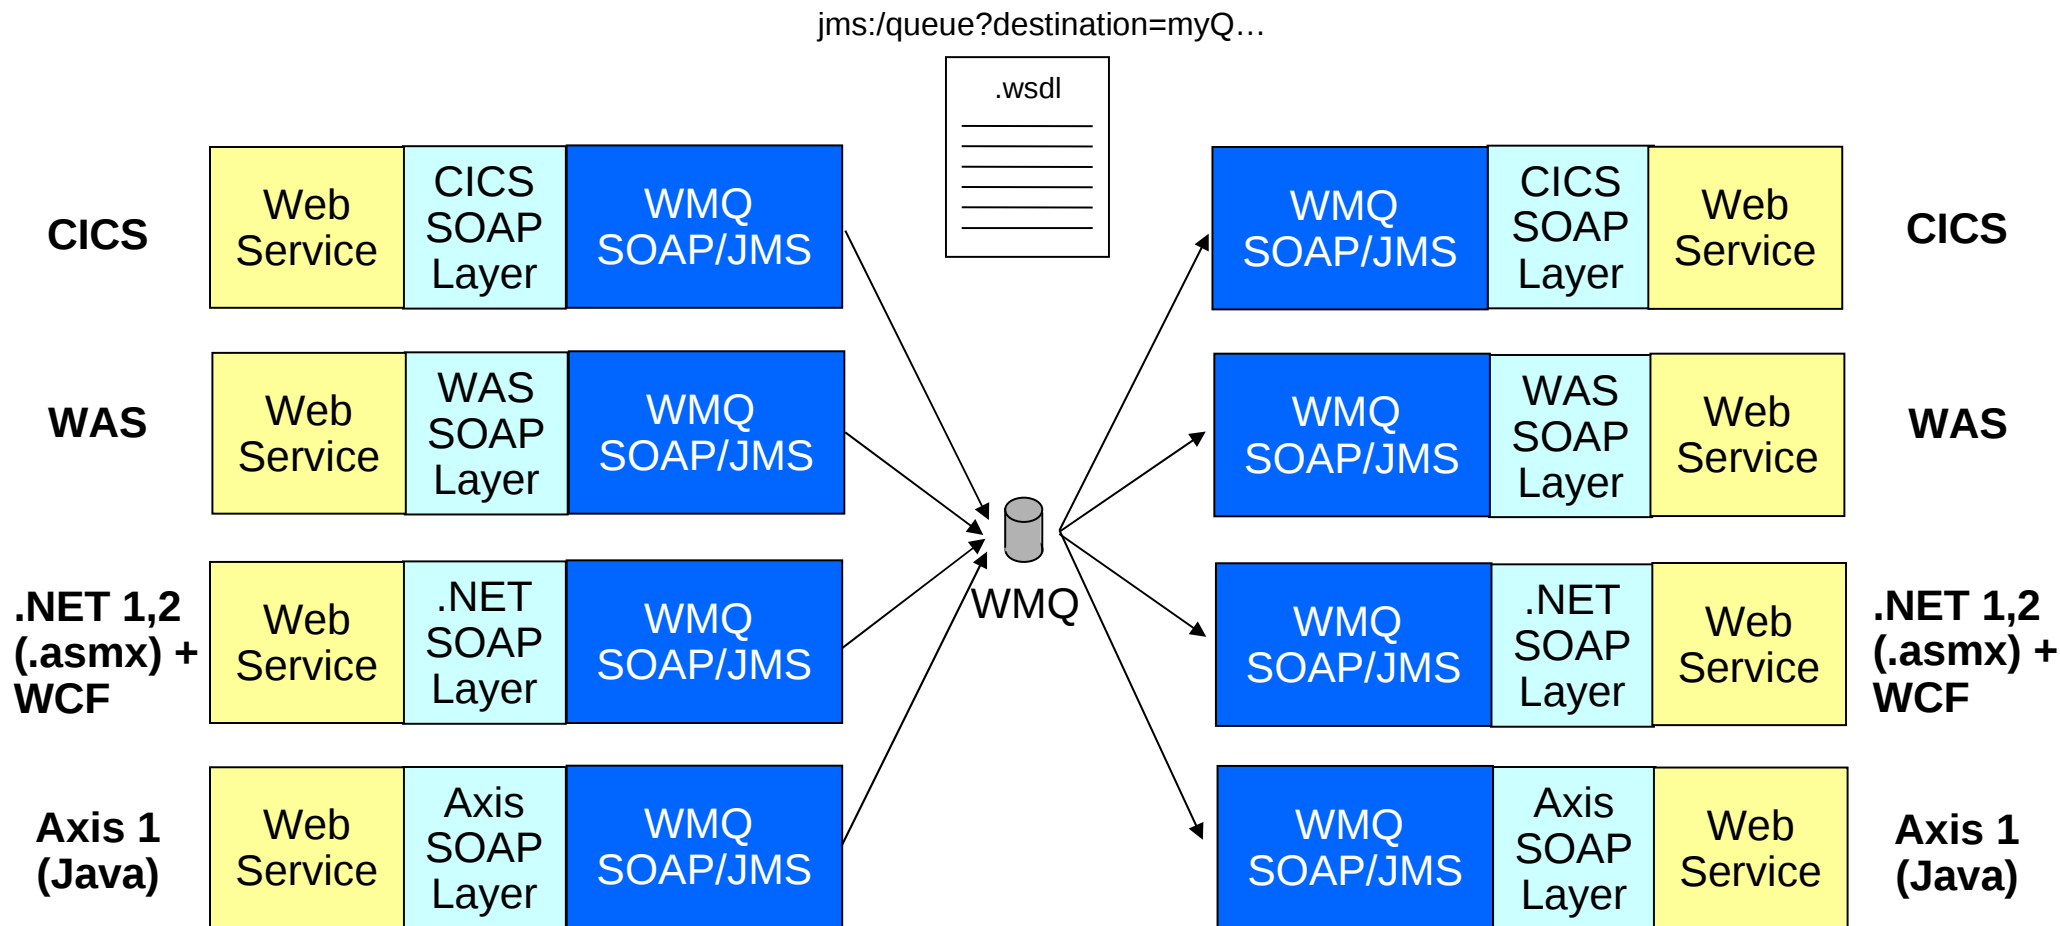 jms:/queue?destination=myQ…
.wsdl
CICS
Web
Service
CICS
SOAP
Layer
WMQ
SOAP/JMS
WMQ
SOAP/JMS
CICS
SOAP
Layer
Web
Service
CICS
WAS
Web
Service
WAS
SOAP
Layer
WMQ
SOAP/JMS
WMQ
SOAP/JMS
WAS
SOAP
Layer
Web
Service
WAS
.NET 1,2
(.asmx) +
WCF
Web
Service
.NET
SOAP
Layer
WMQ
SOAP/JMS
WMQ
WMQ
SOAP/JMS
.NET
SOAP
Layer
Web
Service
.NET 1,2
(.asmx) +
WCF
Axis 1
(Java)
Web
Service
Axis
SOAP
Layer
WMQ
SOAP/JMS
WMQ
SOAP/JMS
Axis
SOAP
Layer
Web
Service
Axis 1
(Java)